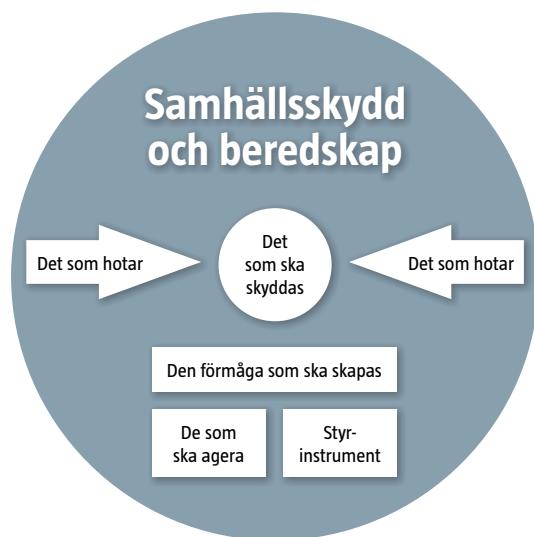 Samhällsskydd
och beredskap
Det som hotar
Det
som ska
skyddas
Det som hotar
Den förmåga som ska skapas
De som
ska agera
Styr-
instrument